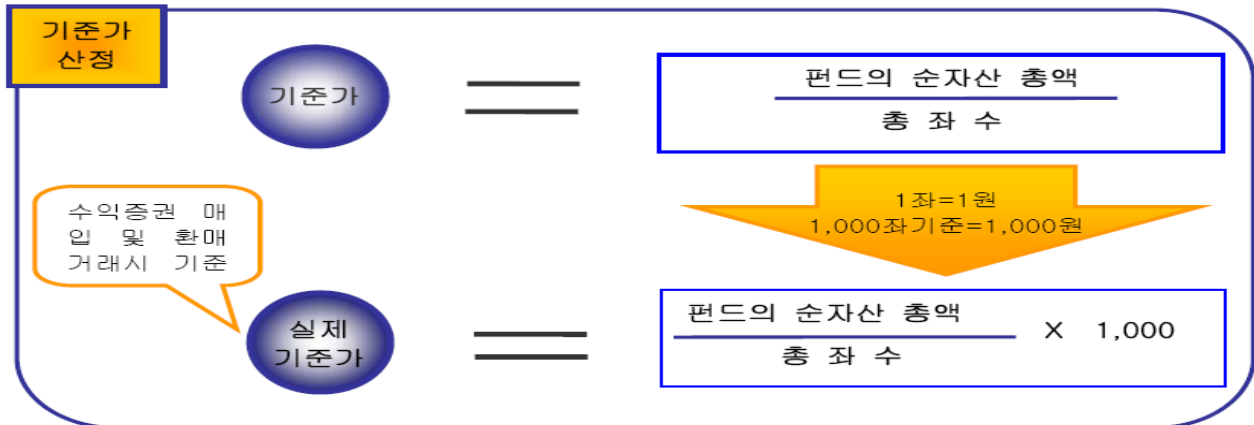 기준가
산정
기준가
펀드의 순자산 총액
총 좌 수
1좌=1원
1,000좌기준=1,000원
수익증권 매
입 및 환매
거래시 기준
실제
기준가
펀드의 순자산 총액
총 좌 수
X 1,000